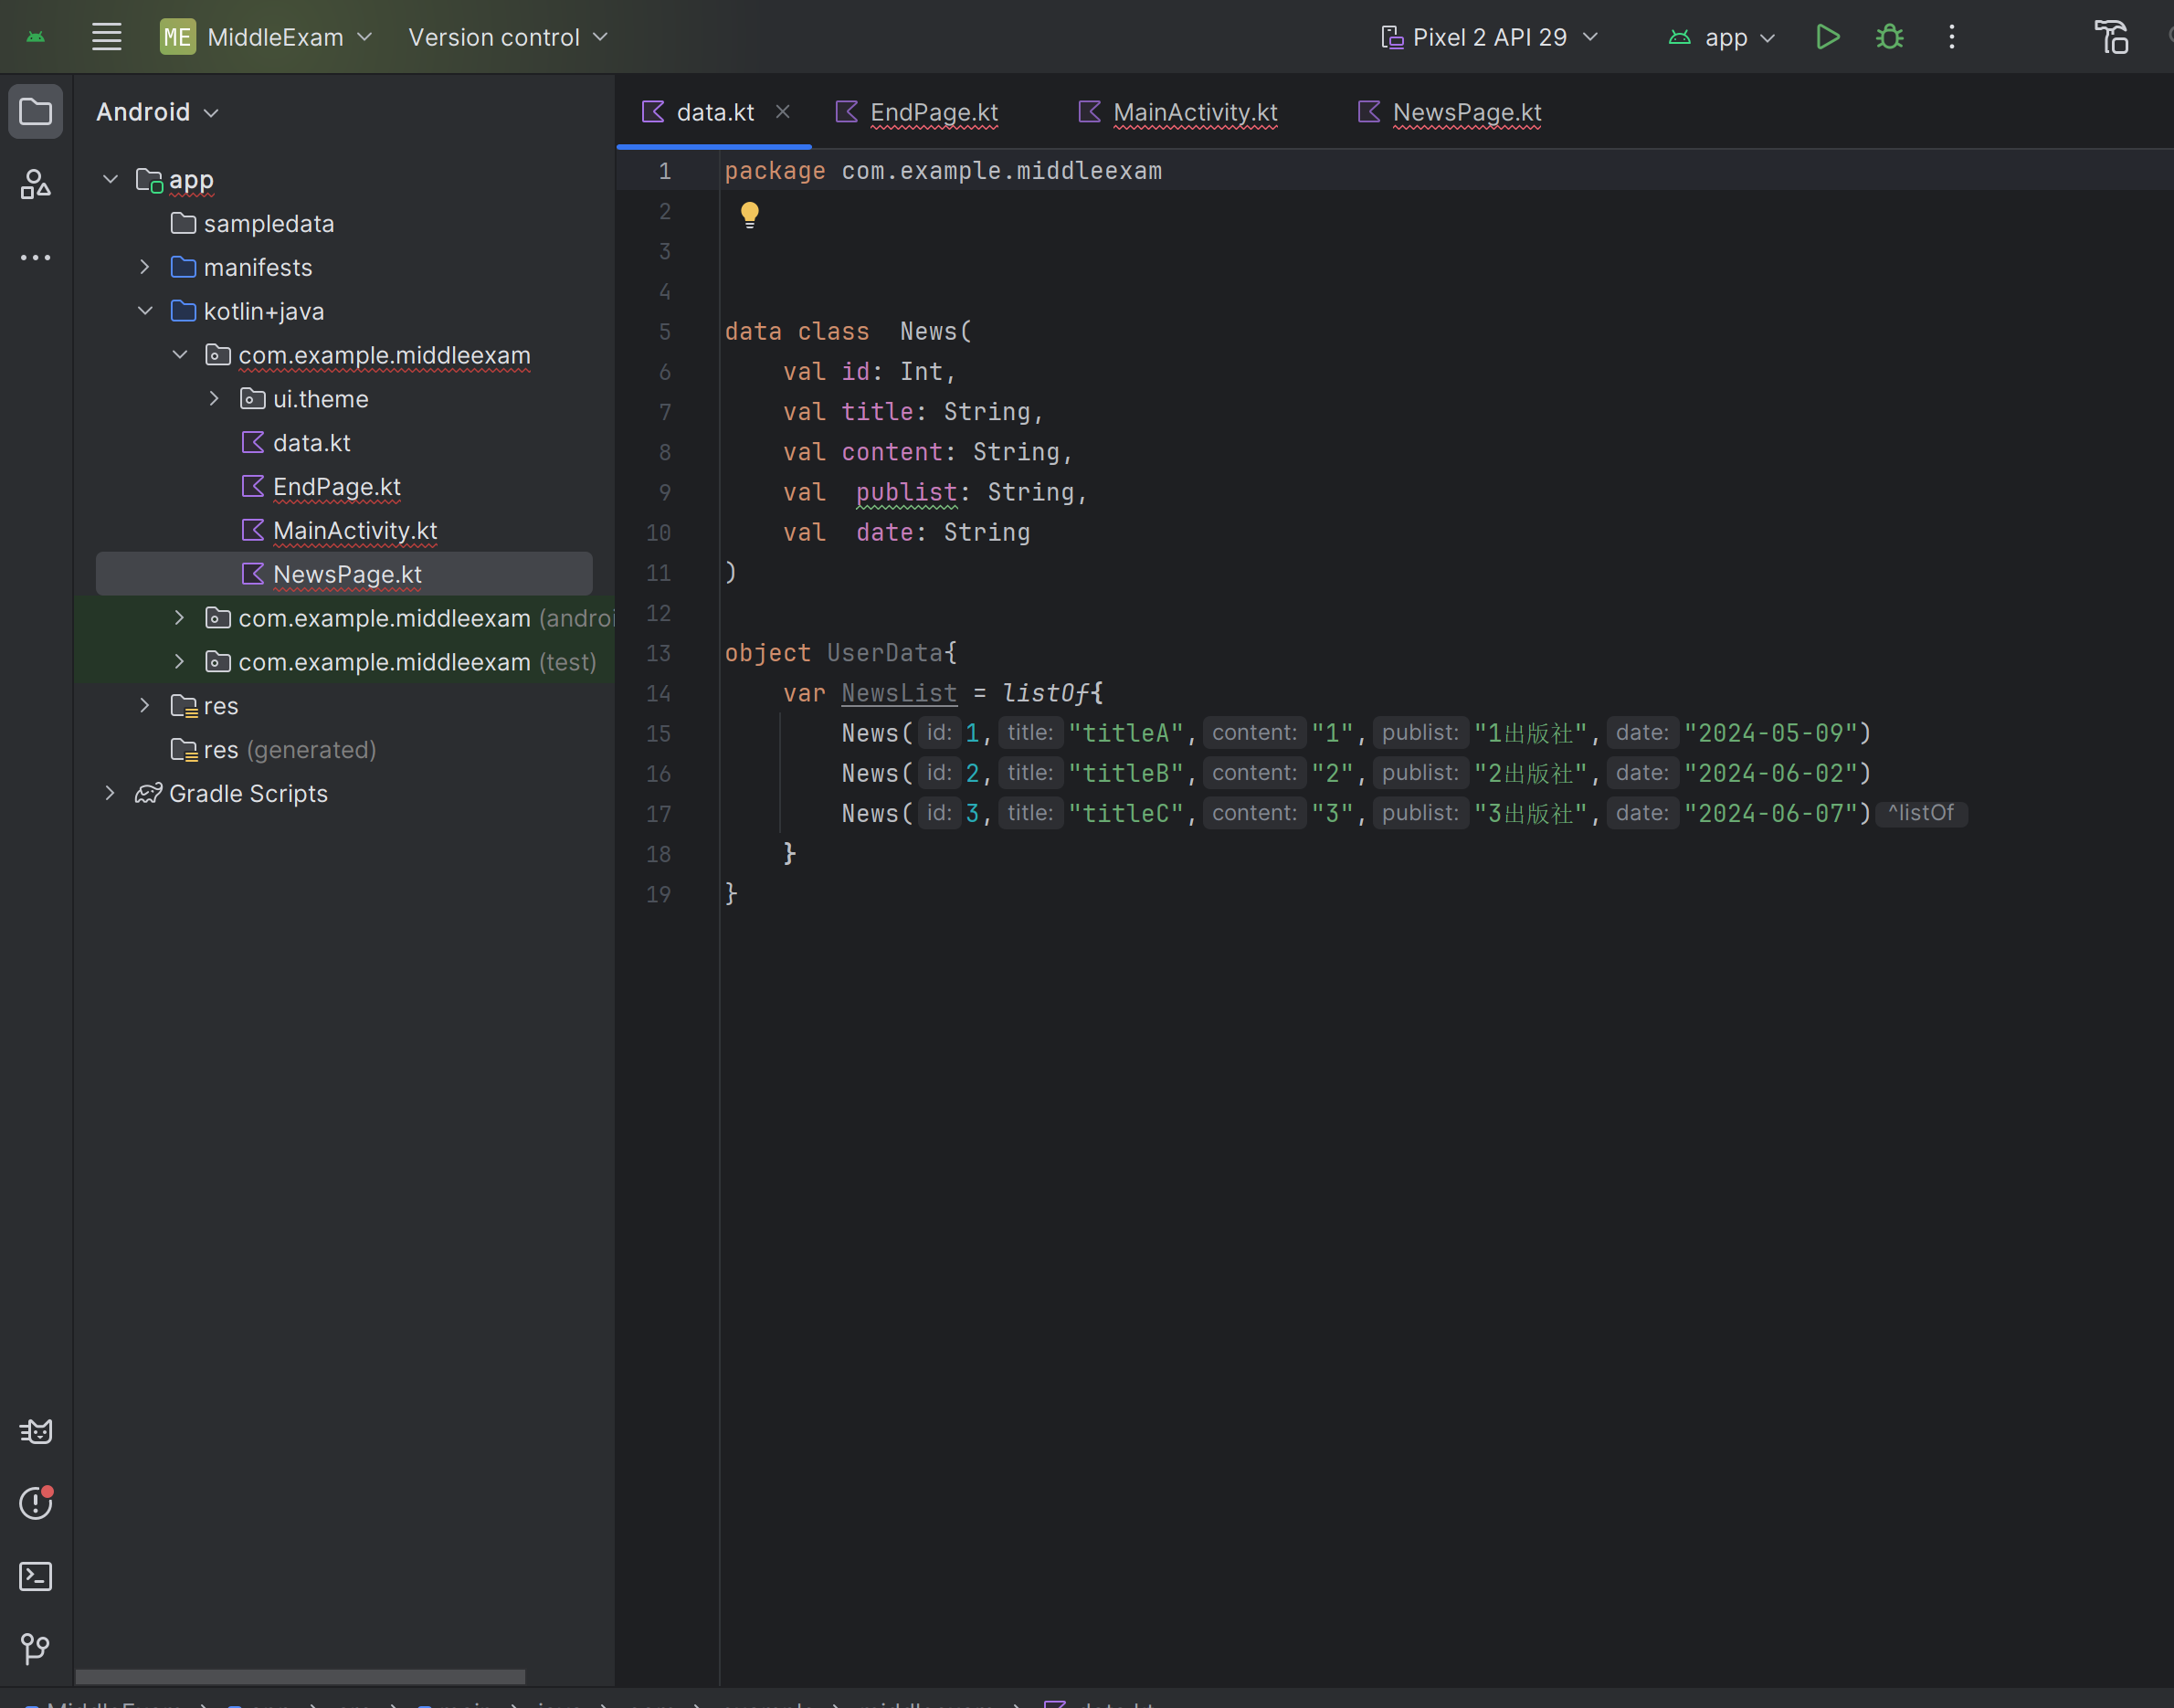 ME MiddleExam Version control Pixel 2 API 29 app
Android
app
sampledata
manifests
kotlin+java
com.example.middleexam
ui.theme
data.kt
EndPage.kt
MainActivity.kt
NewsPage.kt
com.example.middleexam
com.example.middleexam (test)
res
res (generated)
Gradle Scripts
data.kt EndPage.kt MainActivity.kt NewsPage.kt
1 package com.example.middleexam
2
3
4
5 data class  News(
6     val id: Int,
7     val title: String,
8     val content: String,
9     val  publist: String,
10     val  date: String
11 )
12
13 object UserData{
14     var NewsList = listOf{
15         News( id: 1, title: "titleA", content: "1", publist: "1出版社", date: "2024-05-09")
16         News( id: 2, title: "titleB", content: "2", publist: "2出版社", date: "2024-06-02")
17         News( id: 3, title: "titleC", content: "3", publist: "3出版社", date: "2024-06-07") ^listOf
18     }
19 }